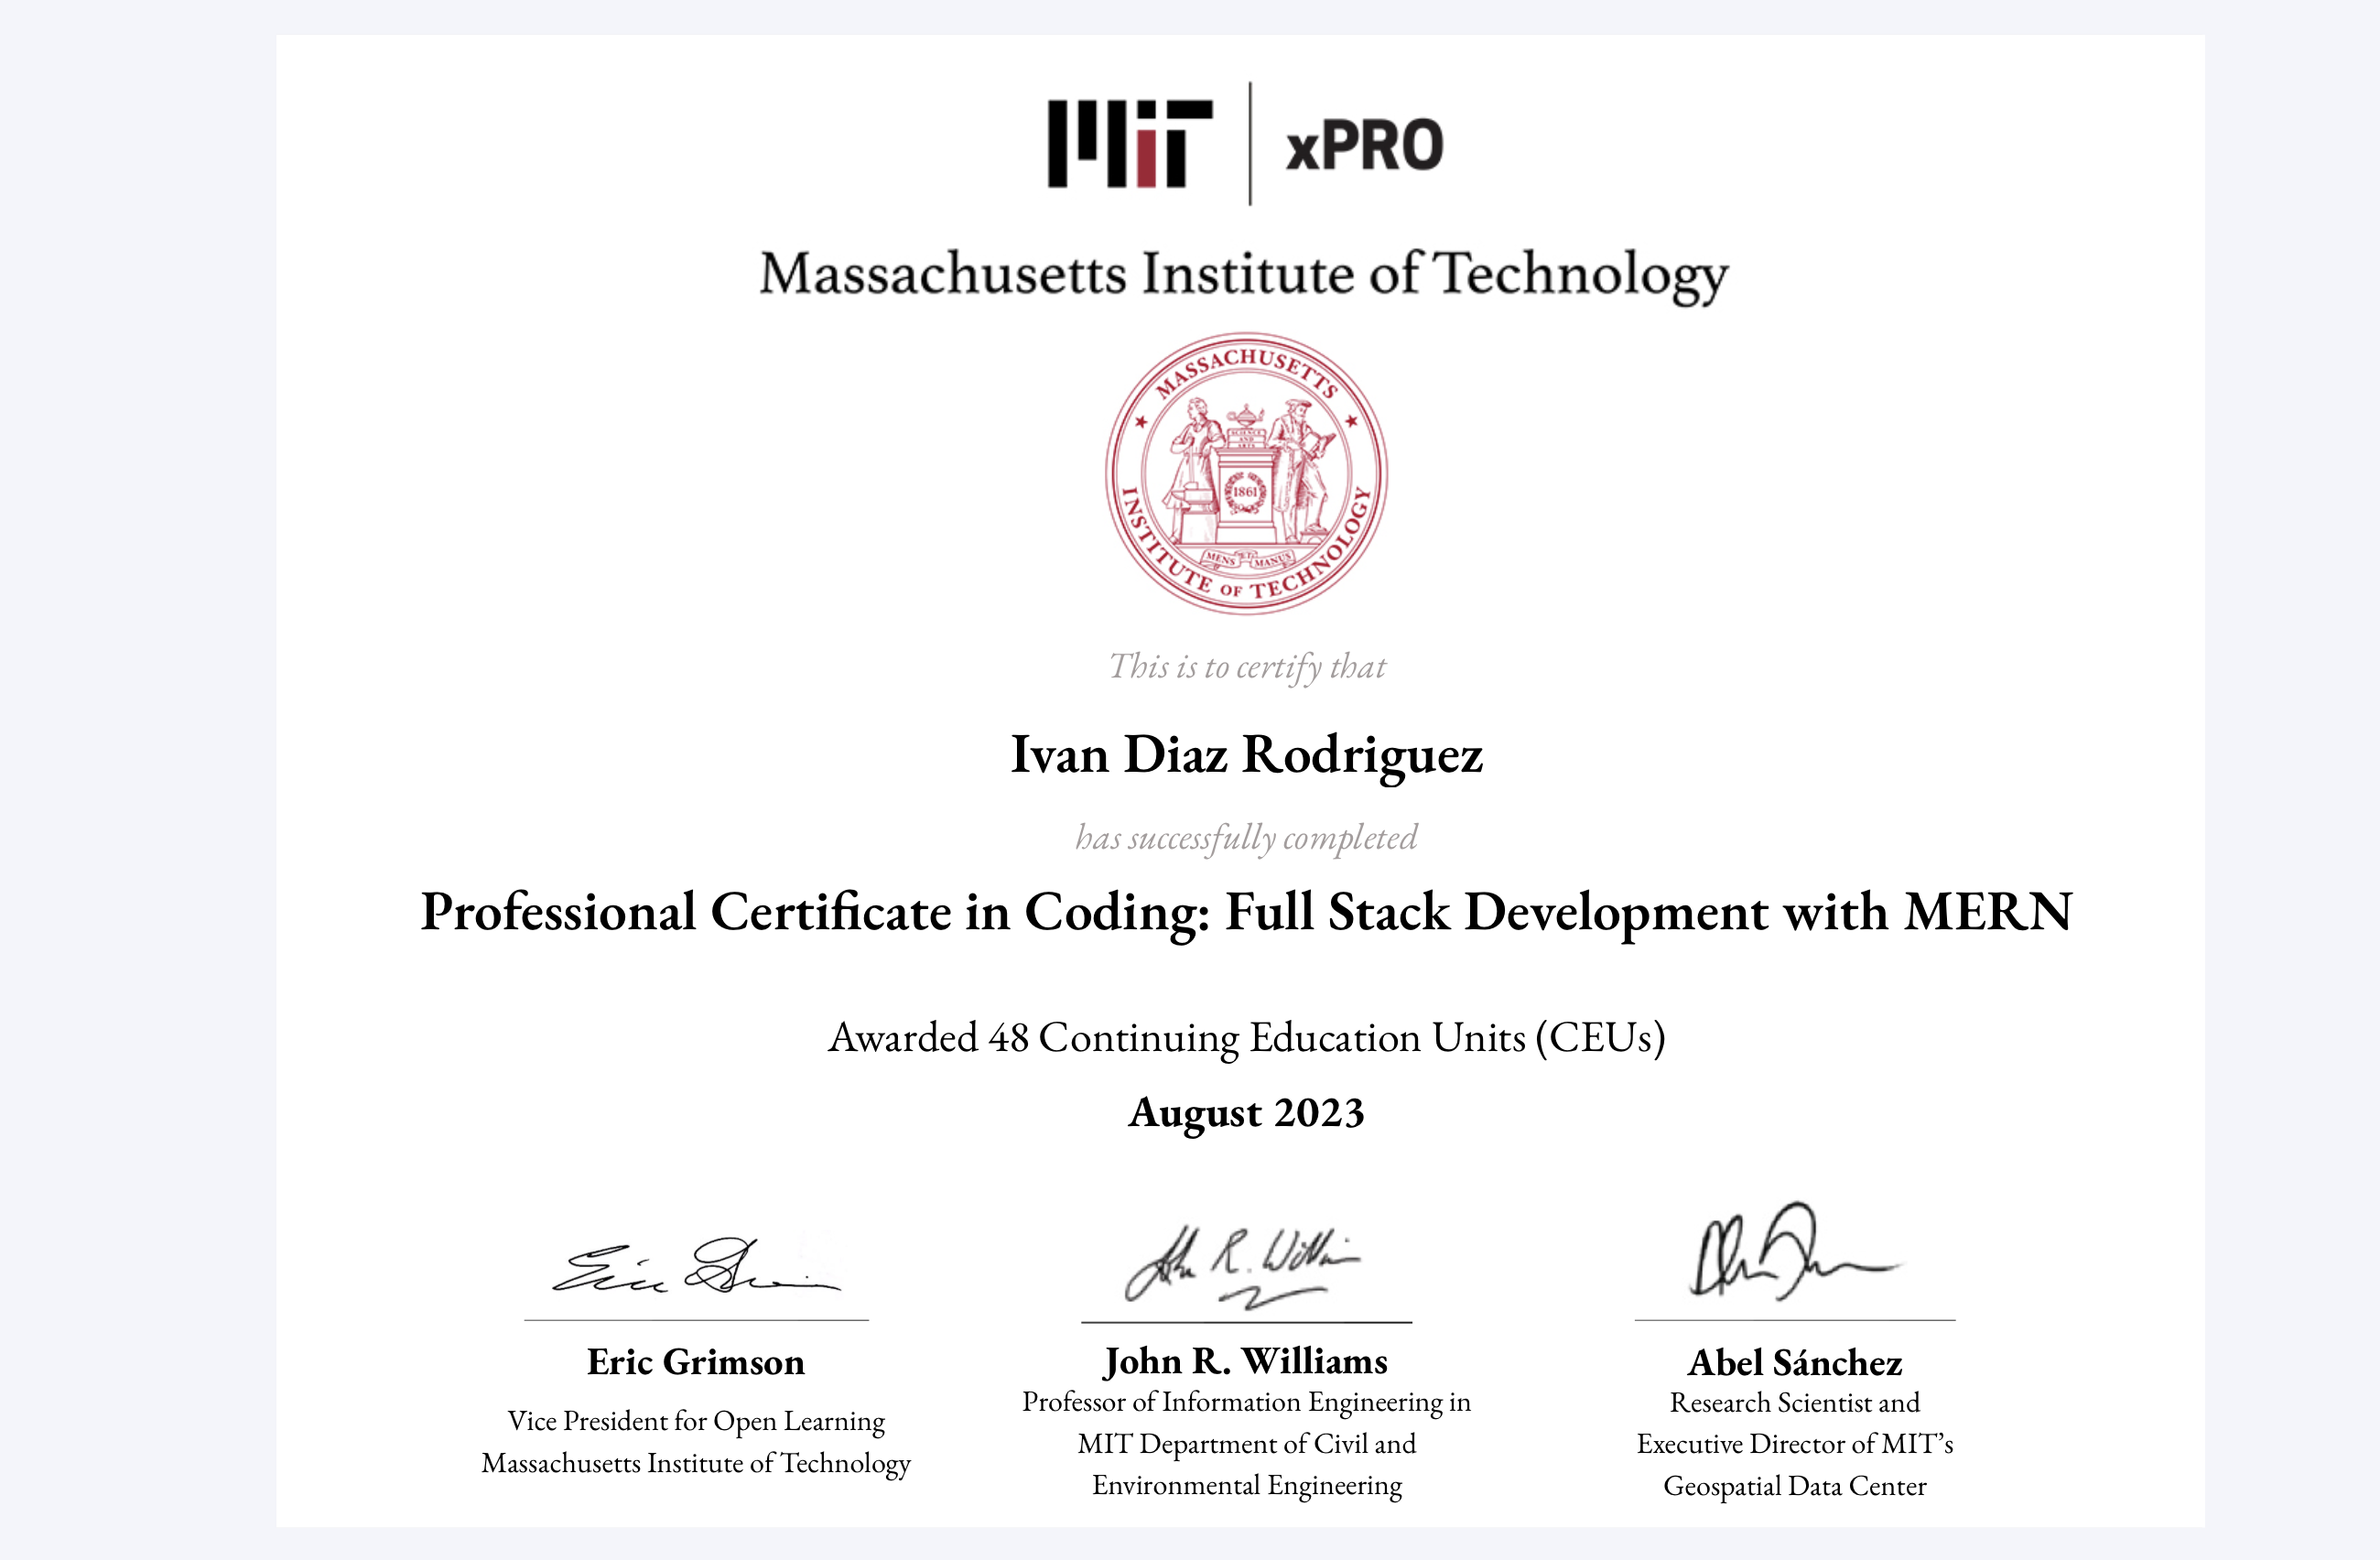 MiT xPRO
Massachusetts Institute of Technology
MASSACHUSETTS INSTITUTE OF TECHNOLOGY
SCIENCE
AND
ARTS
1861
MENS ET MANUS
This is to certify that
Ivan Diaz Rodriguez
has successfully completed
Professional Certificate in Coding: Full Stack Development with MERN
Awarded 48 Continuing Education Units (CEUs)
August 2023
Eric Grimson
Vice President for Open Learning
Massachusetts Institute of Technology
John R. Williams
Professor of Information Engineering in
MIT Department of Civil and
Environmental Engineering
Abel Sánchez
Research Scientist and
Executive Director of MIT’s
Geospatial Data Center